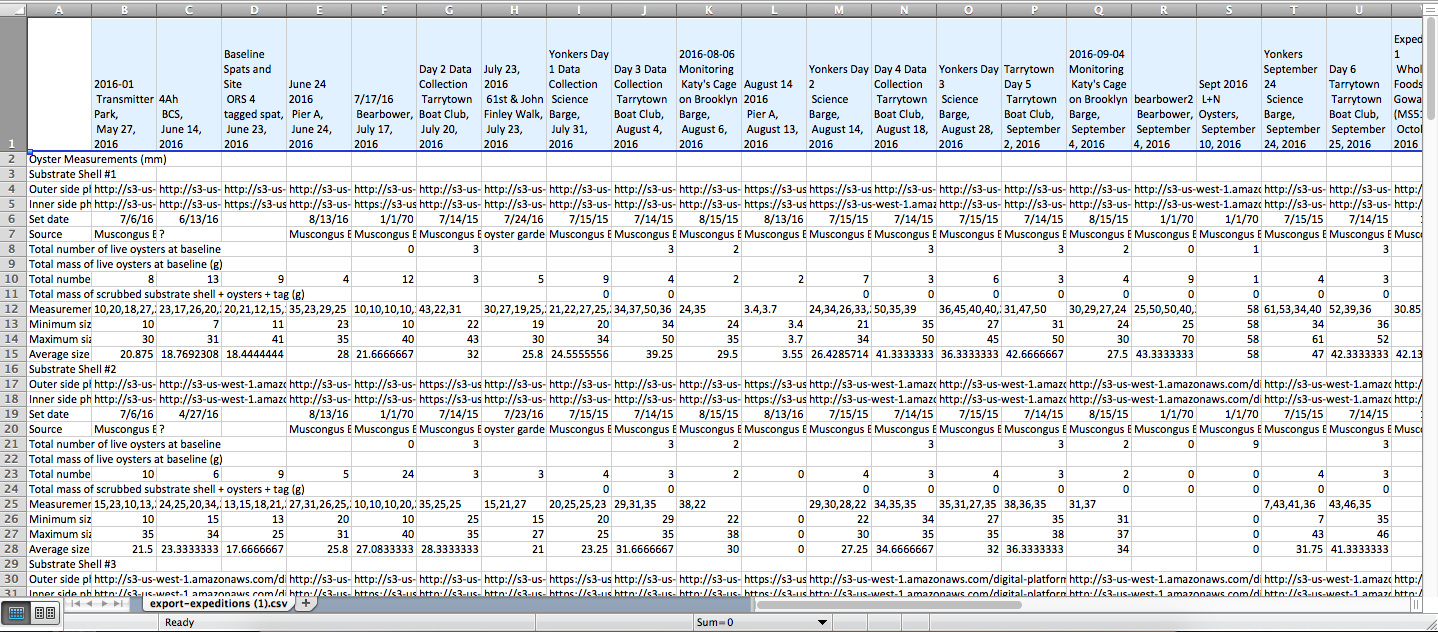 A B C D E F G H I J K L M N O P Q R S T U
1
2016-01
Transmitter
Park,
May 27,
2016
4Ah
BCS,
June 14,
2016
Baseline
Spats and
Site
ORS 4
tagged spat,
June 23,
2016
June 24
2016
Pier A,
June 24,
2016
7/17/16
Bearbower,
July 17,
2016
Day 2 Data
Collection
Tarrytown
Boat Club,
July 20,
2016
July 23,
2016
61st & John
Finley Walk,
July 23,
2016
Yonkers Day
1 Data
Collection
Science
Barge,
July 31,
2016
Day 3 Data
Collection
Tarrytown
Boat Club,
August 4,
2016
2016-08-06
Monitoring
Katy's Cage
on Brooklyn
Barge,
August 6,
2016
August 14
2016
Pier A,
August 13,
2016
Yonkers Day
2
Science
Barge,
August 14,
2016
Day 4 Data
Collection
Tarrytown
Boat Club,
August 18,
2016
Yonkers Day
3
Science
Barge,
August 28,
2016
Tarrytown
Day 5
Tarrytown
Boat Club,
September
2, 2016
2016-09-04
Monitoring
Katy's Cage
on Brooklyn
Barge,
September
4, 2016
bearbower2
Bearbower,
September
4, 2016
Sept 2016
L+N
Oysters,
September
10, 2016
Yonkers
September
24
Science
Barge,
September
24, 2016
Day 6
Tarrytown
Tarrytown
Boat Club,
September
25, 2016
Exped
1
Whol
Foods
Gowa
(MS51
Octol
2016
2 Oyster Measurements (mm)
3 Substrate Shell #1
4 Outer side pl http://s3-us- http://s3-us- http://s3-us- http://s3-us- http://s3-us- http://s3-us- http://s3-us- http://s3-us- http://s3-us- http://s3-us- https://s3-us https://s3-us http://s3-us- http://s3-us- http://s3-us- http://s3-us- http://s3-us-west-1.amazo http://s3-us- http://s3-us- http:/
5 Inner side ph http://s3-us- http://s3-us- https://s3-us http://s3-us- http://s3-us- http://s3-us- http://s3-us- http://s3-us- http://s3-us- http://s3-us- https://s3-us https://s3-us-west-1.amaz http://s3-us- http://s3-us- http://s3-us- http://s3-us-west-1.amazo http://s3-us- http://s3-us- http:/
6 Set date 7/6/16 6/13/16 8/13/16 1/1/70 7/14/15 7/24/16 7/15/15 7/14/15 8/15/15 8/13/16 7/15/15 7/14/15 7/15/15 7/14/15 8/15/15 1/1/70 1/1/70 7/15/15 7/14/15
7 Source Muscongus E ? Muscongus E Muscongus E Muscongus E oyster garde Muscongus E Muscongus E Muscongus E Muscongus E Muscongus E Muscongus E Muscongus E Muscongus E Muscongus E Muscongus E Muscongus E Muscongus E Muscongus E Musco
8 Total number of live oysters at baseline 0 3 3 2 3 3 2 0 1 3
9 Total mass of live oysters at baseline (g)
10 Total numbe 8 13 9 4 12 3 5 9 4 2 2 7 3 6 3 4 9 1 4 3
11 Total mass of scrubbed substrate shell + oysters + tag (g) 0 0 0 0 0 0 0 0 0 0 0
12 Measuremer 10,20,18,27, 23,17,26,20, 20,21,12,15, 35,23,29,25 10,10,10,10, 43,22,31 30,27,19,25, 21,22,27,25, 34,37,50,36 24,35 3.4,3.7 24,34,26,33, 50,35,39 36,45,40,40, 31,47,50 30,29,27,24 25,50,50,40, 58 61,53,34,40 52,39,36 30.85
13 Minimum siz 10 7 11 23 10 22 19 20 34 24 3.4 21 35 27 31 24 25 58 34 36
14 Maximum siz 30 31 41 35 40 43 30 34 50 35 3.7 34 50 45 50 30 70 58 61 52
15 Average size 20.875 18.7692308 18.4444444 28 21.6666667 32 25.8 24.5555556 39.25 29.5 3.55 26.4285714 41.3333333 36.3333333 42.6666667 27.5 43.3333333 58 47 42.3333333 42.13
16 Substrate Shell #2
17 Outer side pl http://s3-us- http://s3-us-west-1.amazo http://s3-us- http://s3-us- https://s3-us http://s3-us- http://s3-us- http://s3-us- http://s3-us- https://s3-us http://s3-us-west-1.amazo http://s3-us-west-1.amazo http://s3-us-west-1.amazonaws.com/di http://s3-us-west-1.amazo http:/
18 Inner side ph http://s3-us- http://s3-us-west-1.amazo http://s3-us- http://s3-us- https://s3-us http://s3-us- http://s3-us- http://s3-us- http://s3-us- https://s3-us http://s3-us-west-1.amazo http://s3-us-west-1.amazo http://s3-us-west-1.amazonaws.com/di http://s3-us-west-1.amazo http:/
19 Set date 7/6/16 4/27/16 8/13/16 1/1/70 7/14/15 7/23/16 7/15/15 7/14/15 8/15/15 8/13/16 7/15/15 7/14/15 7/15/15 7/14/15 8/15/15 1/1/70 1/1/70 7/15/15 7/14/15
20 Source Muscongus E ? Muscongus E Muscongus E Muscongus E oyster garde Muscongus E Muscongus E Muscongus E Muscongus E Muscongus E Muscongus E Muscongus E Muscongus E Muscongus E Muscongus E Muscongus E Muscongus E Muscongus E Musco
21 Total number of live oysters at baseline 0 3 3 2 3 3 2 0 9 3
22 Total mass of live oysters at baseline (g)
23 Total numbe 10 6 9 5 24 3 3 4 3 2 0 4 3 4 3 2 0 0 4 3
24 Total mass of scrubbed substrate shell + oysters + tag (g) 0 0 0 0 0 0 0 0 0 0 0
25 Measuremer 15,23,10,13, 24,25,20,34, 13,15,18,21, 27,31,26,25, 10,10,10,20, 35,25,25 15,21,27 20,25,25,23 29,31,35 38,22 29,30,28,22 34,35,35 35,31,27,35 38,36,35 31,37 7,43,41,36 43,46,35
26 Minimum siz 10 15 13 20 10 25 15 20 29 22 0 22 34 27 35 31 0 7 35
27 Maximum siz 35 34 25 31 40 35 27 25 35 38 0 30 35 35 38 37 0 43 46
28 Average size 21.5 23.3333333 17.6666667 25.8 27.0833333 28.3333333 21 23.25 31.6666667 30 0 27.25 34.6666667 32 36.3333333 34 0 31.75 41.3333333
29 Substrate Shell #3
30 Outer side pl http://s3-us-west-1.amazonaws.com/di http://s3-us- http://s3-us- http://s3-us- http://s3-us- https://s3-us http://s3-us- http://s3-us- https://s3-us http://s3-us-west-1.amazonaws.com/digital-platforn http://s3-us-west-1.amazonaws.com/di http://s3-us-west-1.amazo http:/
31
export-expeditions (1).csv +
Ready Sum=0